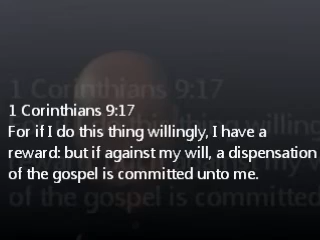 1 Corinthians 9:17
For if I do this thing willingly, I have a
reward: but if against my will, a dispensation
of the gospel is committed unto me.